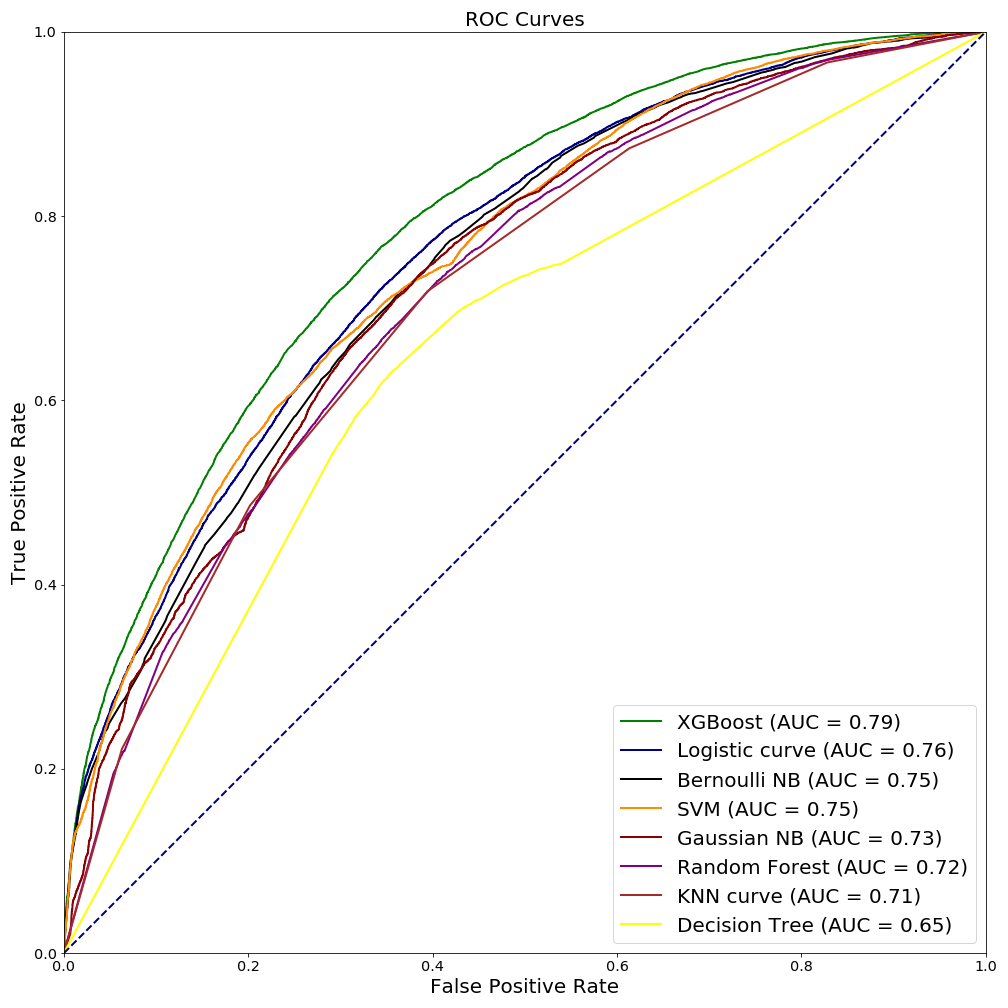 ROC Curves
1.0
0.8
0.6
0.4
0.2
0.0
True Positive Rate
XGBoost (AUC = 0.79)
Logistic curve (AUC = 0.76)
Bernoulli NB (AUC = 0.75)
SVM (AUC = 0.75)
Gaussian NB (AUC = 0.73)
Random Forest (AUC = 0.72)
KNN curve (AUC = 0.71)
Decision Tree (AUC = 0.65)
0.0 0.2 0.4 0.6 0.8 1.0
False Positive Rate